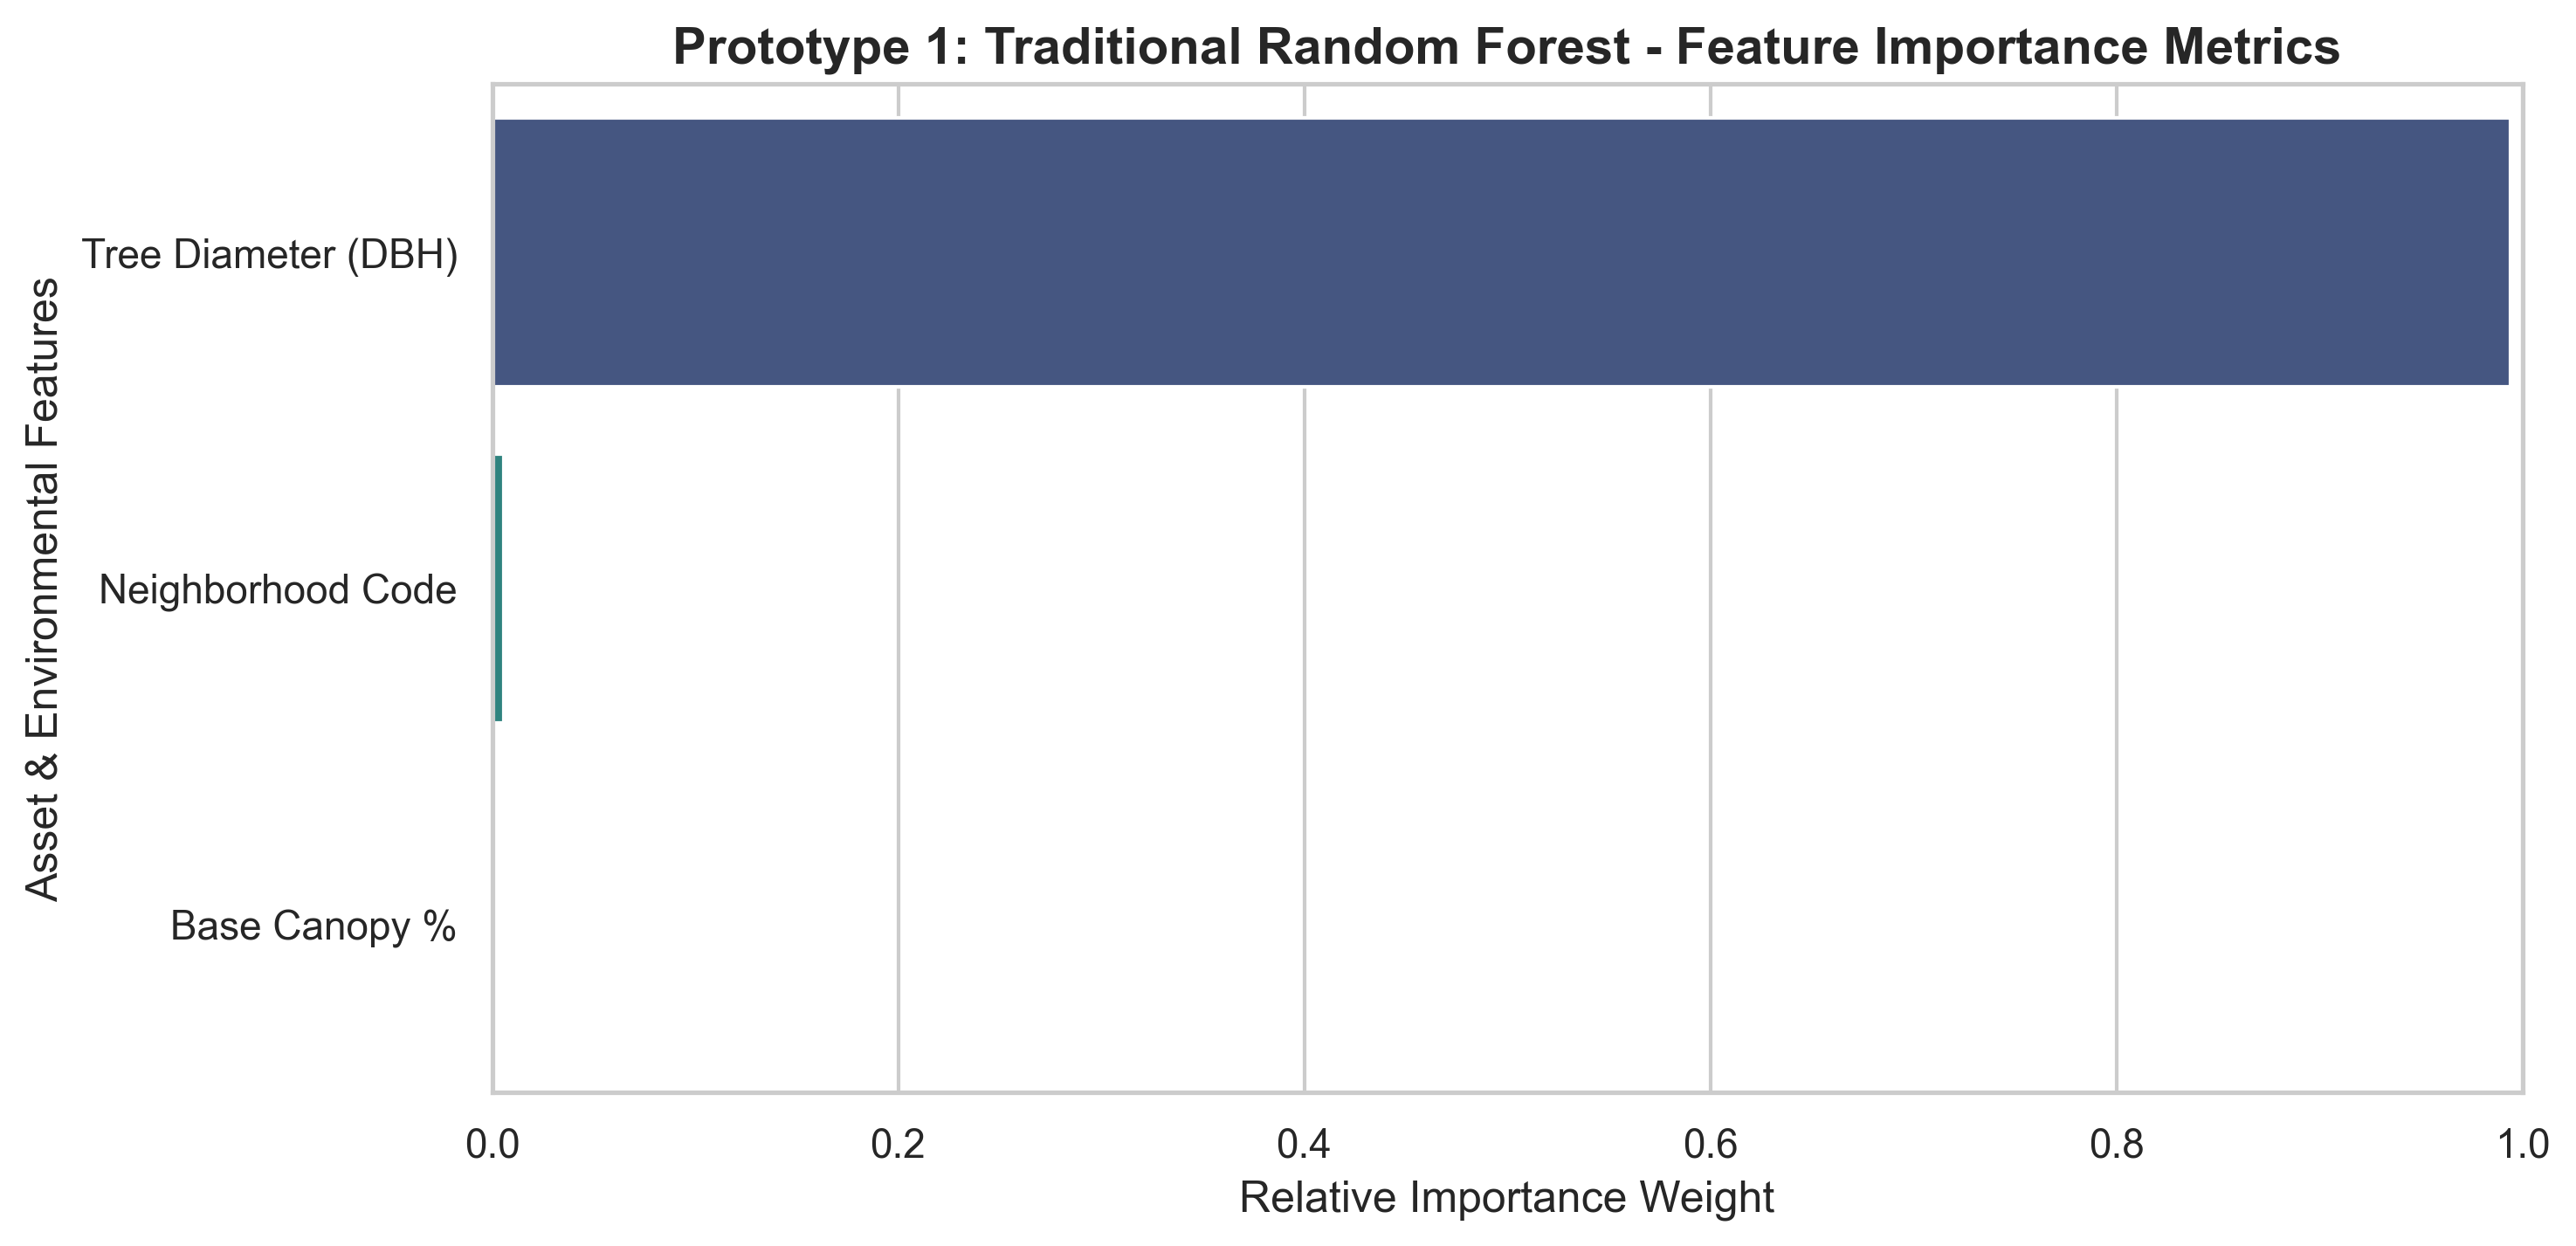 Prototype 1: Traditional Random Forest - Feature Importance Metrics
Asset & Environmental Features
Tree Diameter (DBH)
Neighborhood Code
Base Canopy %
0.0
0.2
0.4
0.6
0.8
1.0
Relative Importance Weight